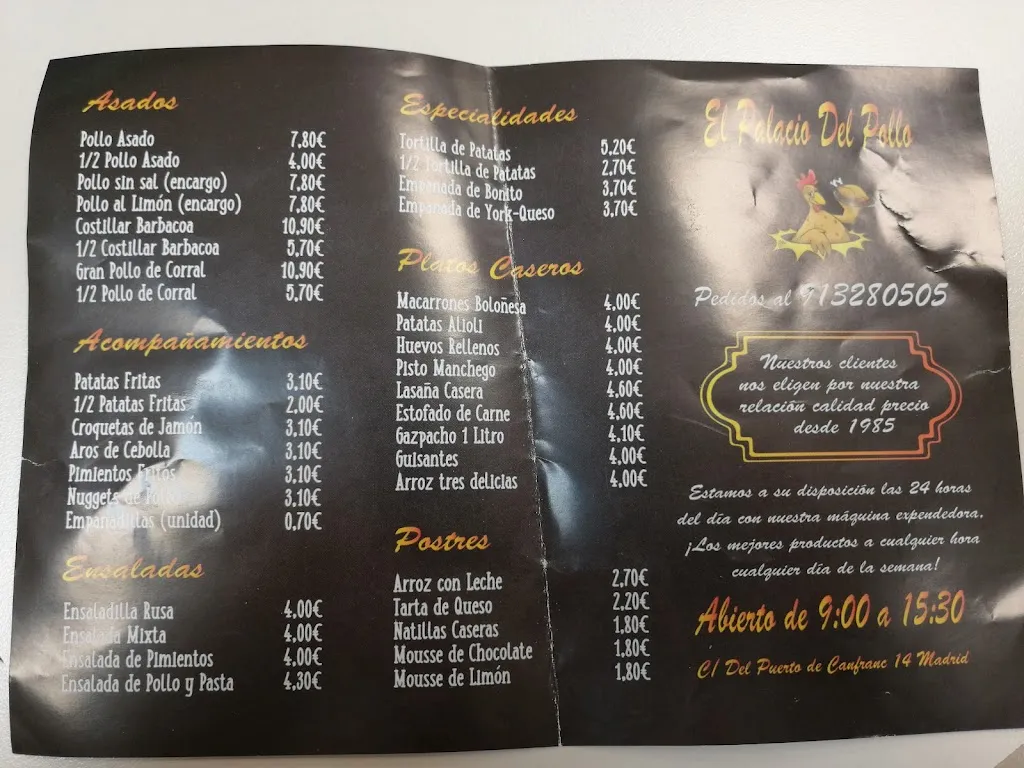 Asados
Pollo Asado 7,80€
1/2 Pollo Asado 4,00€
Pollo sin sal (encargo) 7,80€
Pollo al Limón (encargo) 7,80€
Costillar Barbacoa 10,90€
1/2 Costillar Barbacoa 5,70€
Gran Pollo de Corral 10,90€
1/2 Pollo de Corral 5,70€
Acompañamientos
Patatas Fritas 3,10€
1/2 Patatas Fritas 2,00€
Croquetas de Jamón 3,10€
Aros de Cebolla 3,10€
Pimientos Fritos 3,10€
Nuggets de Pollo 3,10€
Empanadillas (unidad) 0,70€
Ensaladas
Ensaladilla Rusa 4,00€
Ensalada Mixta 4,00€
Ensalada de Pimientos 4,00€
Ensalada de Pollo y Pasta 4,30€
Especialidades
Tortilla de Patatas 5,20€
1/2 Tortilla de Patatas 2,70€
Empanada de Bonito 3,70€
Empanada de York-Queso 3,70€
Platos Caseros
Macarrones Boloñesa 4,00€
Patatas Alioli 4,00€
Huevos Rellenos 4,00€
Pisto Manchego 4,00€
Lasaña Casera 4,60€
Estofado de Carne 4,60€
Gazpacho 1 Litro 4,10€
Guisantes 4,00€
Arroz tres delicias 4,00€
Postres
Arroz con Leche 2,70€
Tarta de Queso 2,20€
Natillas Caseras 1,80€
Mousse de Chocolate 1,80€
Mousse de Limón 1,80€
El Palacio Del Pollo
Pedidos al 913280505
Nuestros clientes
nos eligen por nuestra
relación calidad precio
desde 1985
Estamos a su disposición las 24 horas
del día con nuestra máquina expendedora.
¡Los mejores productos a cualquier hora
cualquier día de la semana!
Abierto de 9:00 a 15:30
C/ Del Puerto de Canfranc 14 Madrid